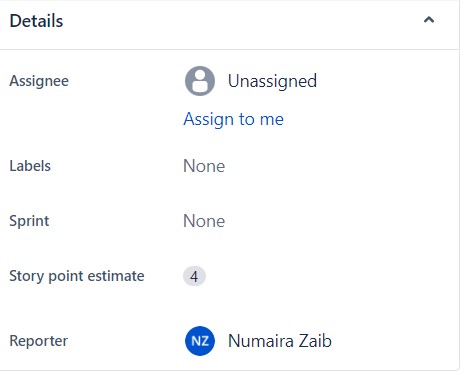 Details
Assignee Unassigned
Assign to me
Labels None
Sprint None
Story point estimate 4
Reporter NZ Numaira Zaib